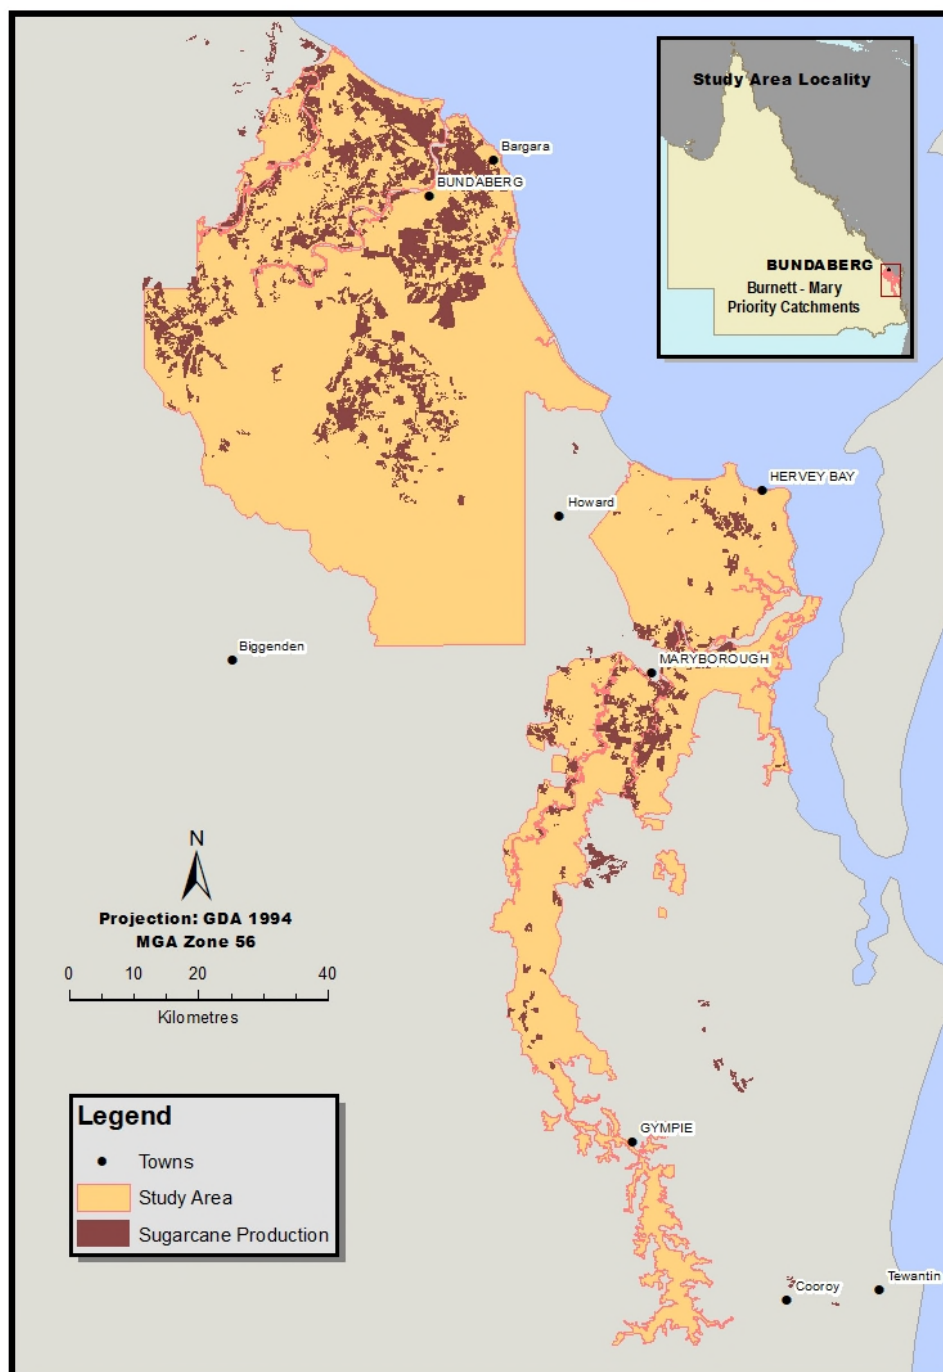 Study Area Locality
BUNDABERG
Burnett - Mary
Priority Catchments
Bargara
BUNDABERG
HERVEY BAY
Howard
Biggenden
MARYBOROUGH
N
Projection: GDA 1994
MGA Zone 56
0 10 20 40
Kilometres
GYMPIE
Legend
Towns
Study Area
Sugarcane Production
Tewantin
Cooroy